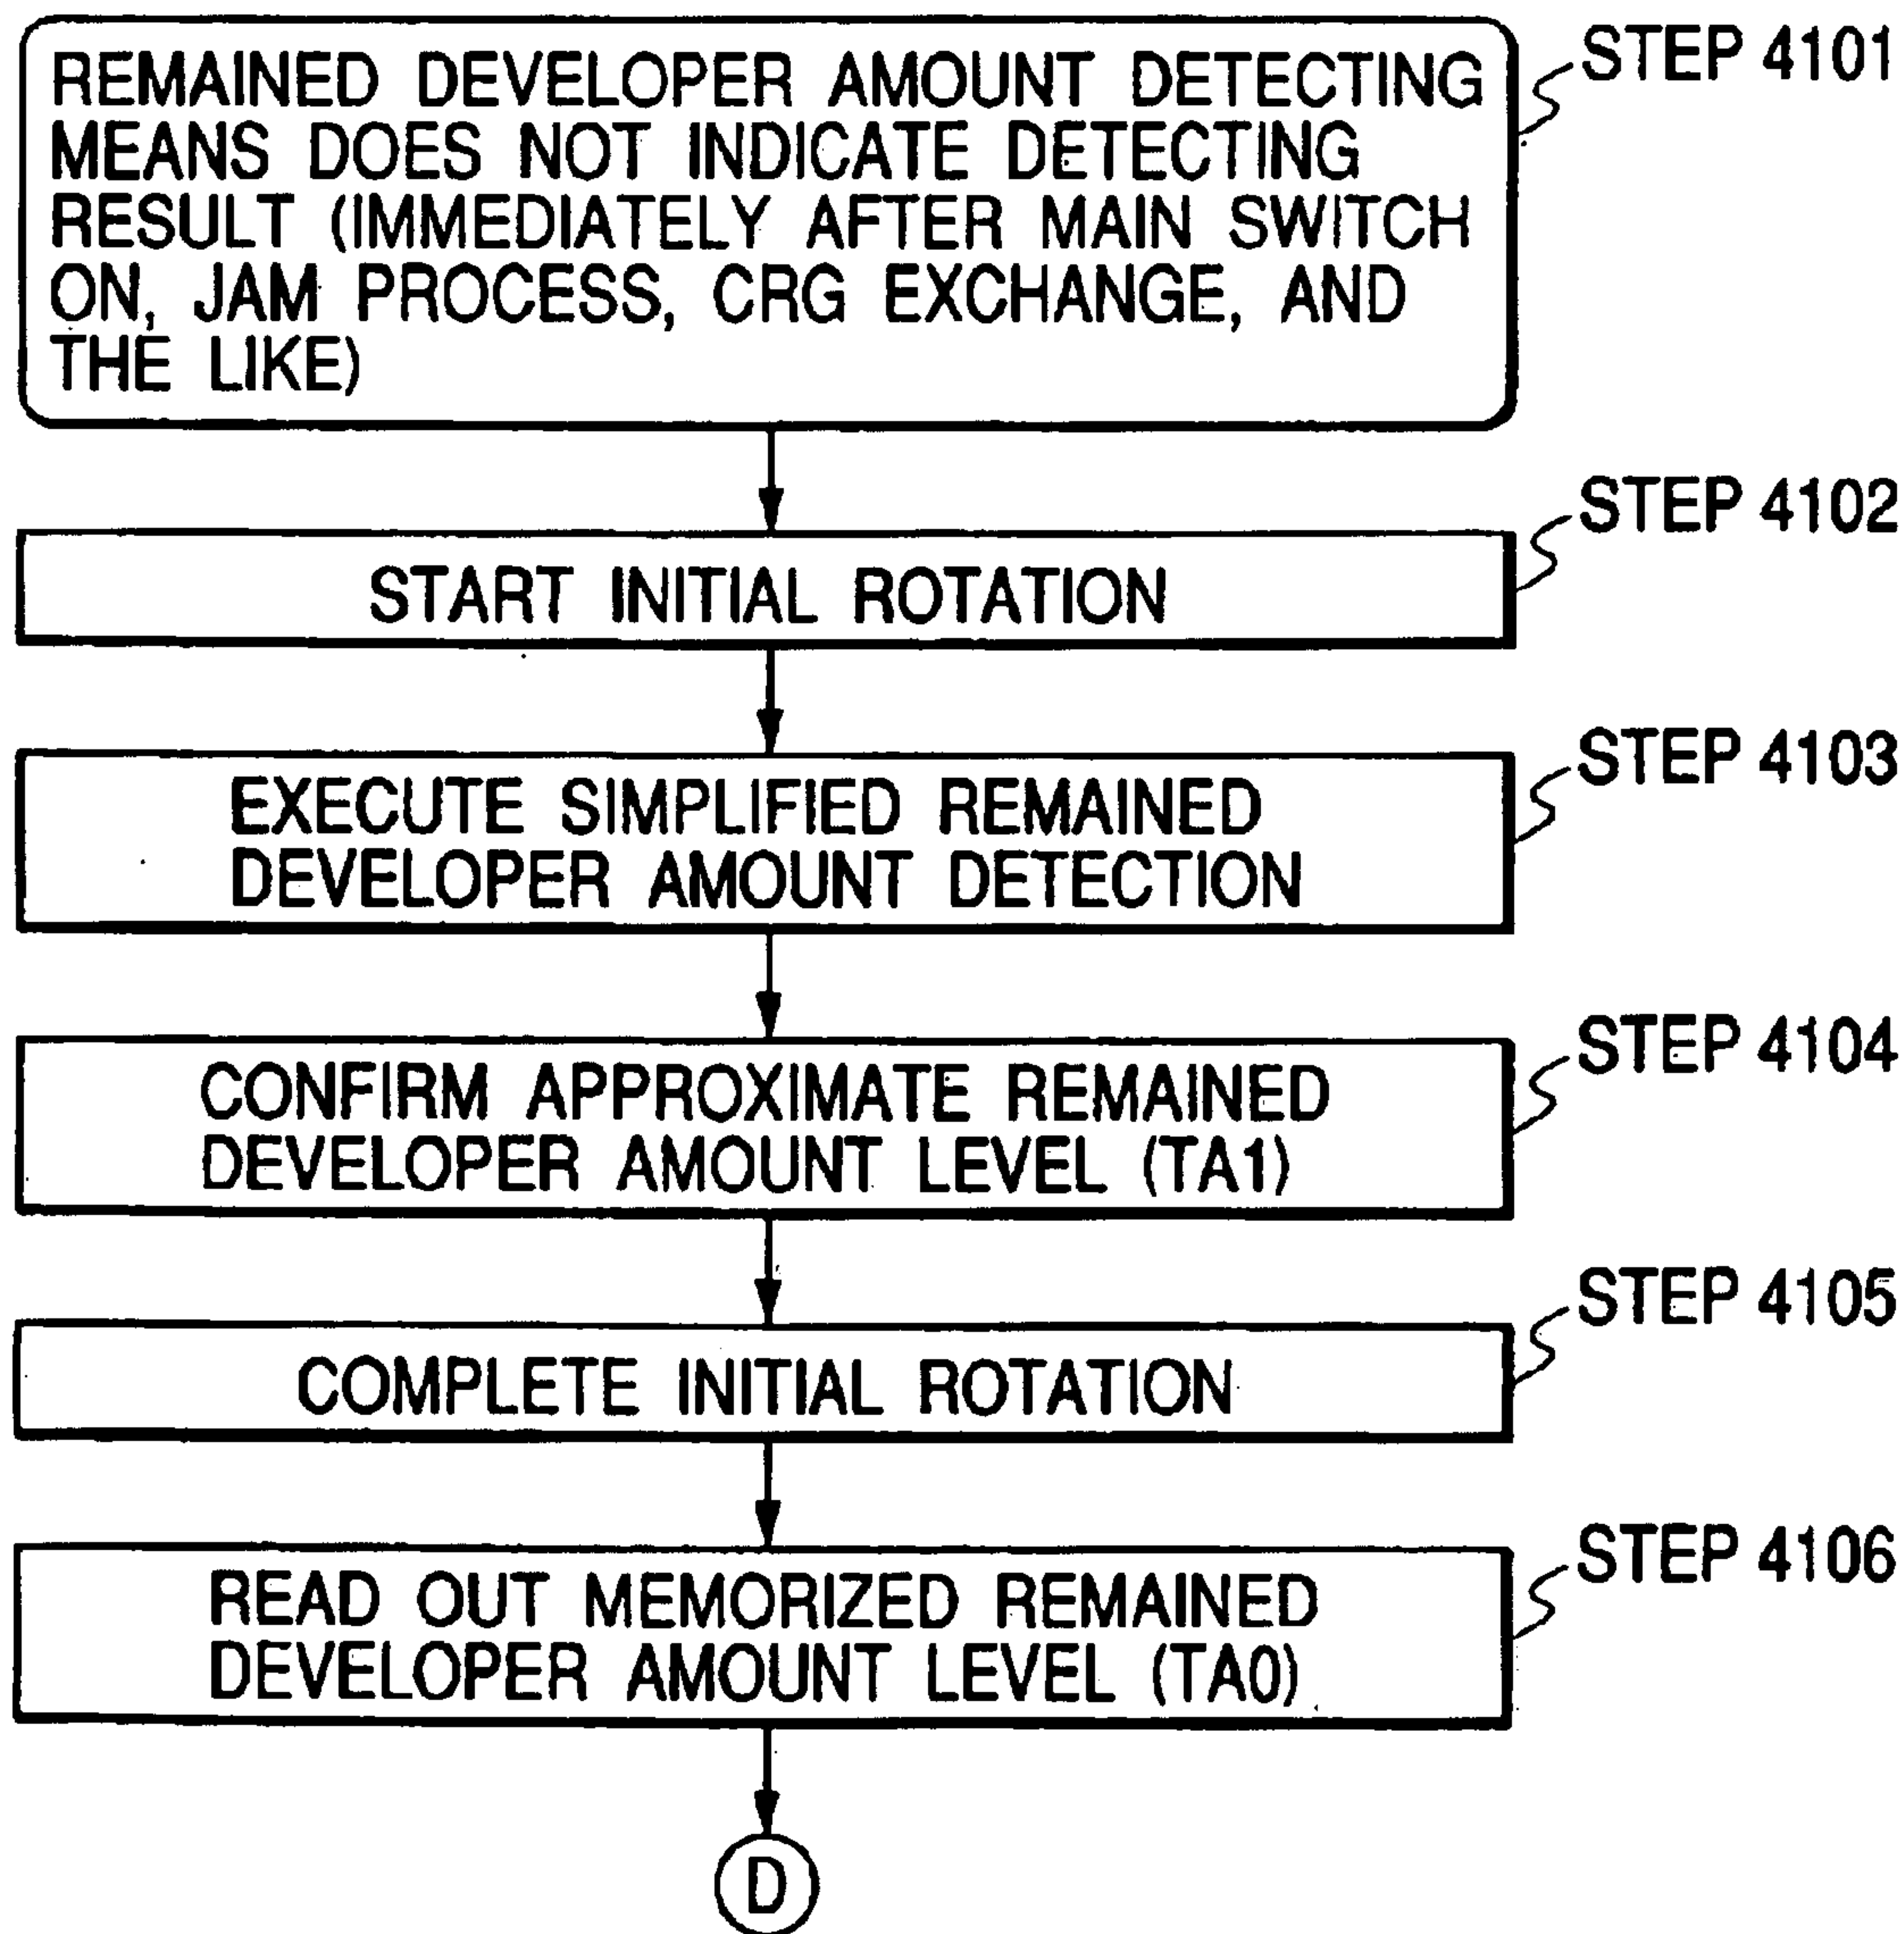 REMAINED DEVELOPER AMOUNT DETECTING
MEANS DOES NOT INDICATE DETECTING
RESULT (IMMEDIATELY AFTER MAIN SWITCH
ON, JAM PROCESS, CRG EXCHANGE, AND
THE LIKE)
STEP 4101
START INITIAL ROTATION
STEP 4102
EXECUTE SIMPLIFIED REMAINED
DEVELOPER AMOUNT DETECTION
STEP 4103
CONFIRM APPROXIMATE REMAINED
DEVELOPER AMOUNT LEVEL (TA1)
STEP 4104
COMPLETE INITIAL ROTATION
STEP 4105
READ OUT MEMORIZED REMAINED
DEVELOPER AMOUNT LEVEL (TA0)
STEP 4106
D